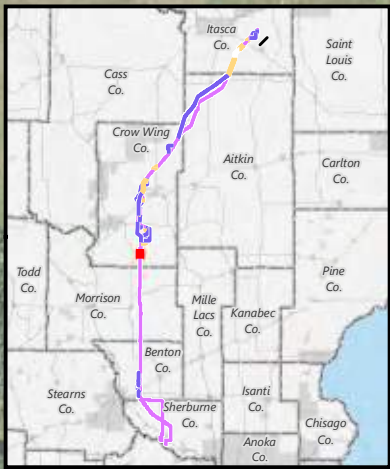 Itasca
Co.
Saint
Louis
Co.
Cass
Co.
Crow Wing
Co.
Aitkin
Co.
Carlton
Co.
Todd
Co.
Morrison
Co.
Mille
Lacs
Co.
Kanabec
Co.
Pine
Co.
Benton
Co.
Stearns
Co.
Sherburne
Co.
Isanti
Co.
Chisago
Co.
Anoka
Co.